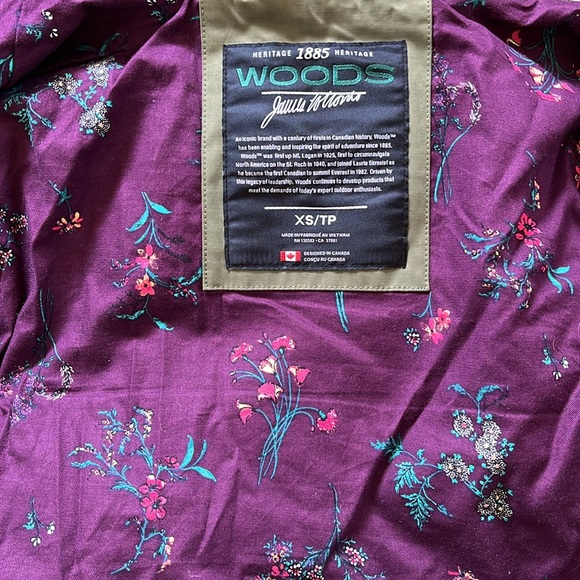 HERITAGE 1885 HÉRITAGE
WOODS
An iconic brand with a century of firsts in Canadian history, Woods™
has been enabling and inspiring the spirit of adventure since 1885.
Woods™ was first up Mt. Logan in 1925, first to circumnavigate
North America on the St. Roch in 1940, and joined Laurie Skreslet as
he became the first Canadian to summit Everest in 1982. Driven by
this legacy of leadership, Woods continues to develop products that
meet the demands of today's expert outdoor enthusiasts.
XS/TP
MADE IN/FABRIQUÉ AU VIETNAM
RN 130392 • CA 37691
DESIGNED IN CANADA
CONÇU AU CANADA